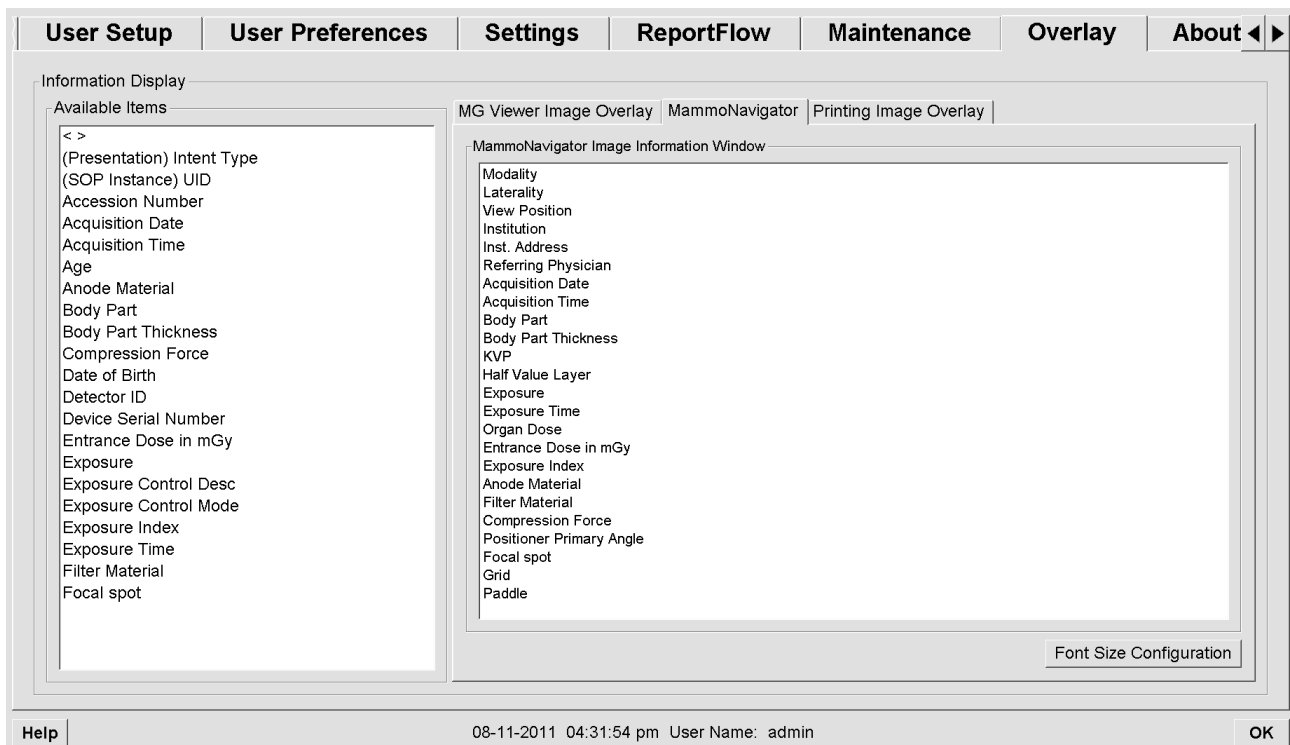 User Setup User Preferences Settings ReportFlow Maintenance Overlay About
Information Display
Available Items
< >
(Presentation) Intent Type
(SOP Instance) UID
Accession Number
Acquisition Date
Acquisition Time
Age
Anode Material
Body Part
Body Part Thickness
Compression Force
Date of Birth
Detector ID
Device Serial Number
Entrance Dose in mGy
Exposure
Exposure Control Desc
Exposure Control Mode
Exposure Index
Exposure Time
Filter Material
Focal spot
MG Viewer Image Overlay MammoNavigator Printing Image Overlay
MammoNavigator Image Information Window
Modality
Laterality
View Position
Institution
Inst. Address
Referring Physician
Acquisition Date
Acquisition Time
Body Part
Body Part Thickness
KVP
Half Value Layer
Exposure
Exposure Time
Organ Dose
Entrance Dose in mGy
Exposure Index
Anode Material
Filter Material
Compression Force
Positioner Primary Angle
Focal spot
Grid
Paddle
Font Size Configuration
Help 08-11-2011 04:31:54 pm User Name: admin OK